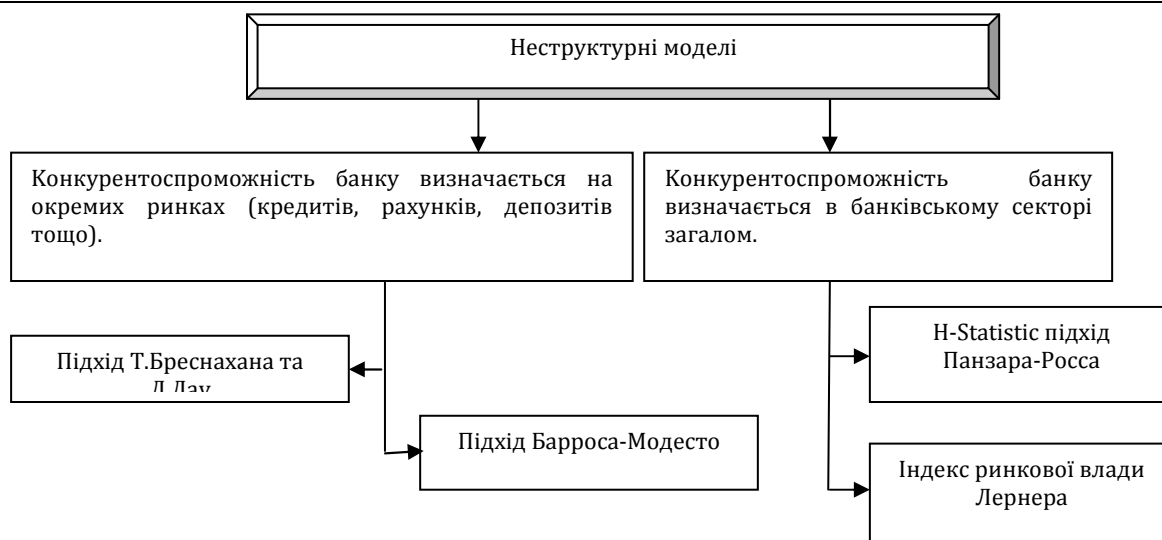 Неструктурні моделі
Конкурентоспроможність банку визначається на
окремих ринках (кредитів, рахунків, депозитів
тощо).
Конкурентоспроможність банку
визначається в банківському секторі
загалом.
Підхід Т.Бреснахана та
H-Statistic підхід
Панзара-Росса
Підхід Барроса-Модесто
Індекс ринкової влади
Лернера